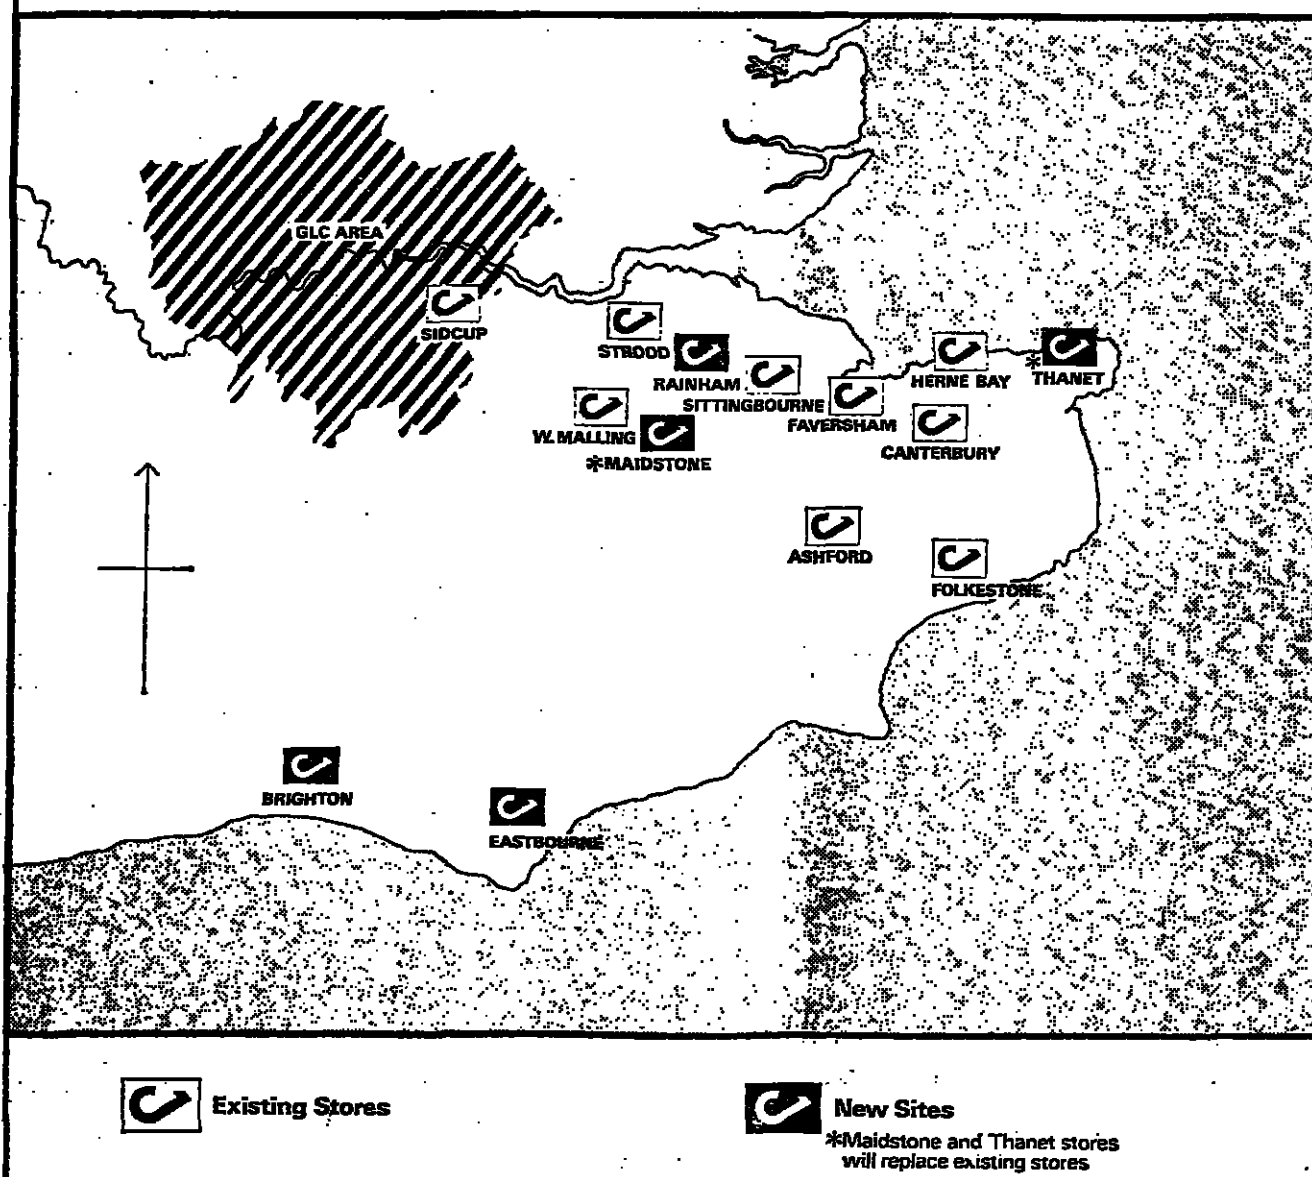 GLC AREA
SIDCUP
STROOD
RAINHAM
SITTINGBOURNE
FAVERSHAM
HERNE BAY
*THANET
W. MALLING
*MAIDSTONE
CANTERBURY
ASHFORD
FOLKESTONE
BRIGHTON
EASTBOURNE
Existing Stores
New Sites
*Maidstone and Thanet stores
will replace existing stores